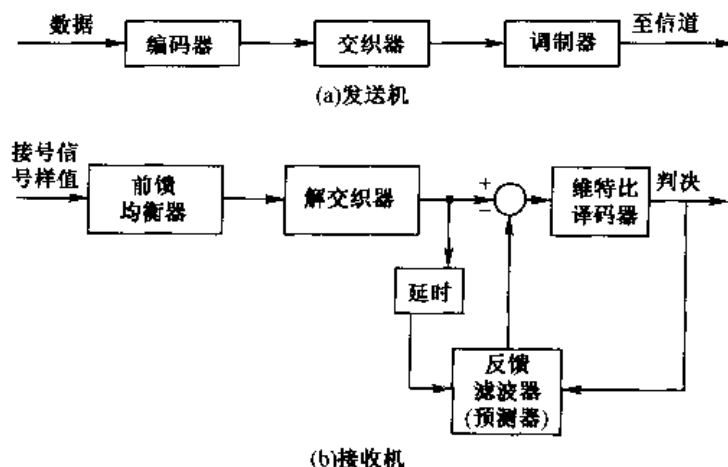 数据
编码器
交织器
调制器
至信道
(a)发送机
接号信
号样值
前馈
均衡器
解交织器
+
−
维特比
译码器
判决
延时
反馈
滤波器
(预测器)
(b)接收机